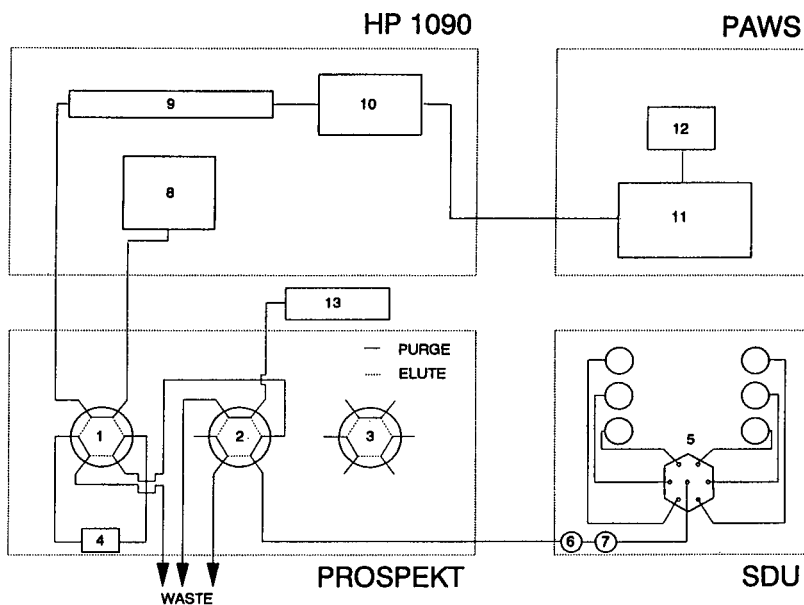 HP 1090
PAWS
9
10
12
8
11
13
PURGE
ELUTE
1
2
3
5
4
6
7
PROSPEKT
SDU
WASTE